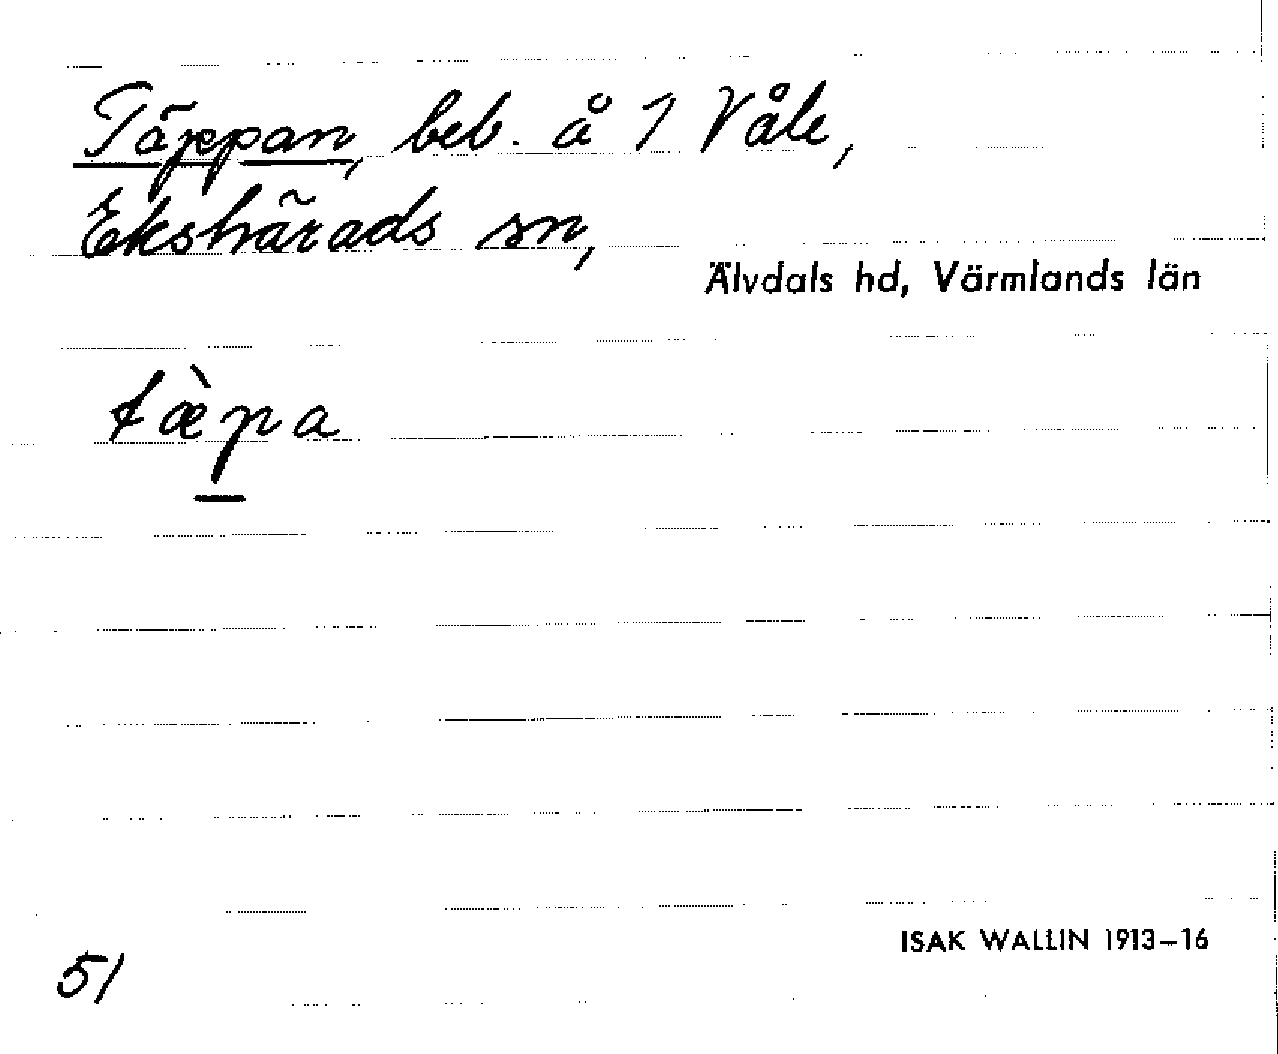 Täppan, beb. å 1 Våle,
Ekshärads sn,
Älvdals hd, Värmlands län
tæ̀pa
ISAK WALLIN 1913–16
51